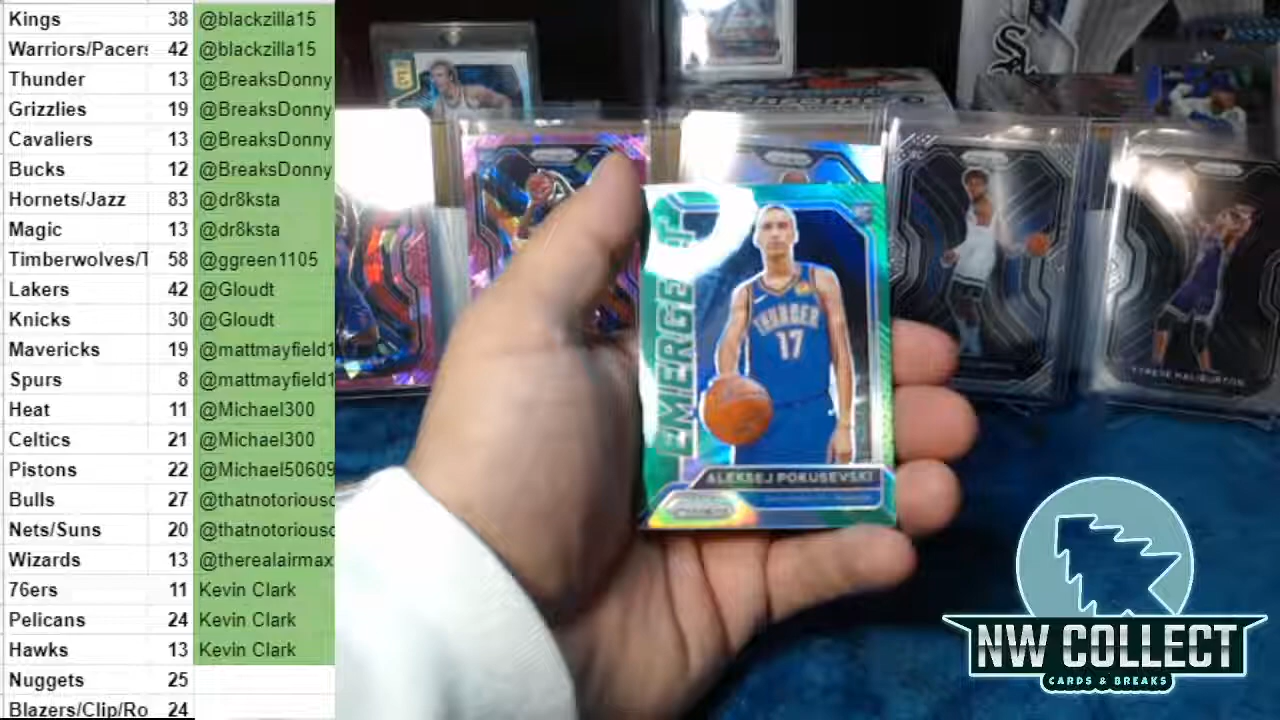 Kings 38 @blackzilla15
Warriors/Pacers 42 @blackzilla15
Thunder 13 @BreaksDonny
Grizzlies 19 @BreaksDonny
Cavaliers 13 @BreaksDonny
Bucks 12 @BreaksDonny
Hornets/Jazz 83 @dr8ksta
Magic 13 @dr8ksta
Timberwolves/T 58 @ggreen1105
Lakers 42 @Gloudt
Knicks 30 @Gloudt
Mavericks 19 @mattmayfield1
Spurs 8 @mattmayfield1
Heat 11 @Michael300
Celtics 21 @Michael300
Pistons 22 @Michael50609
Bulls 27 @thatnotoriousc
Nets/Suns 20 @thatnotoriousc
Wizards 13 @therealairmax
76ers 11 Kevin Clark
Pelicans 24 Kevin Clark
Hawks 13 Kevin Clark
Nuggets 25
Blazers/Clip/Ro 24
EMERGENT
THUNDER
17
ALEKSEJ POKUSEVSKI
PRIZM
TYRESE HALIBURTON
NW COLLECT
CARDS & BREAKS